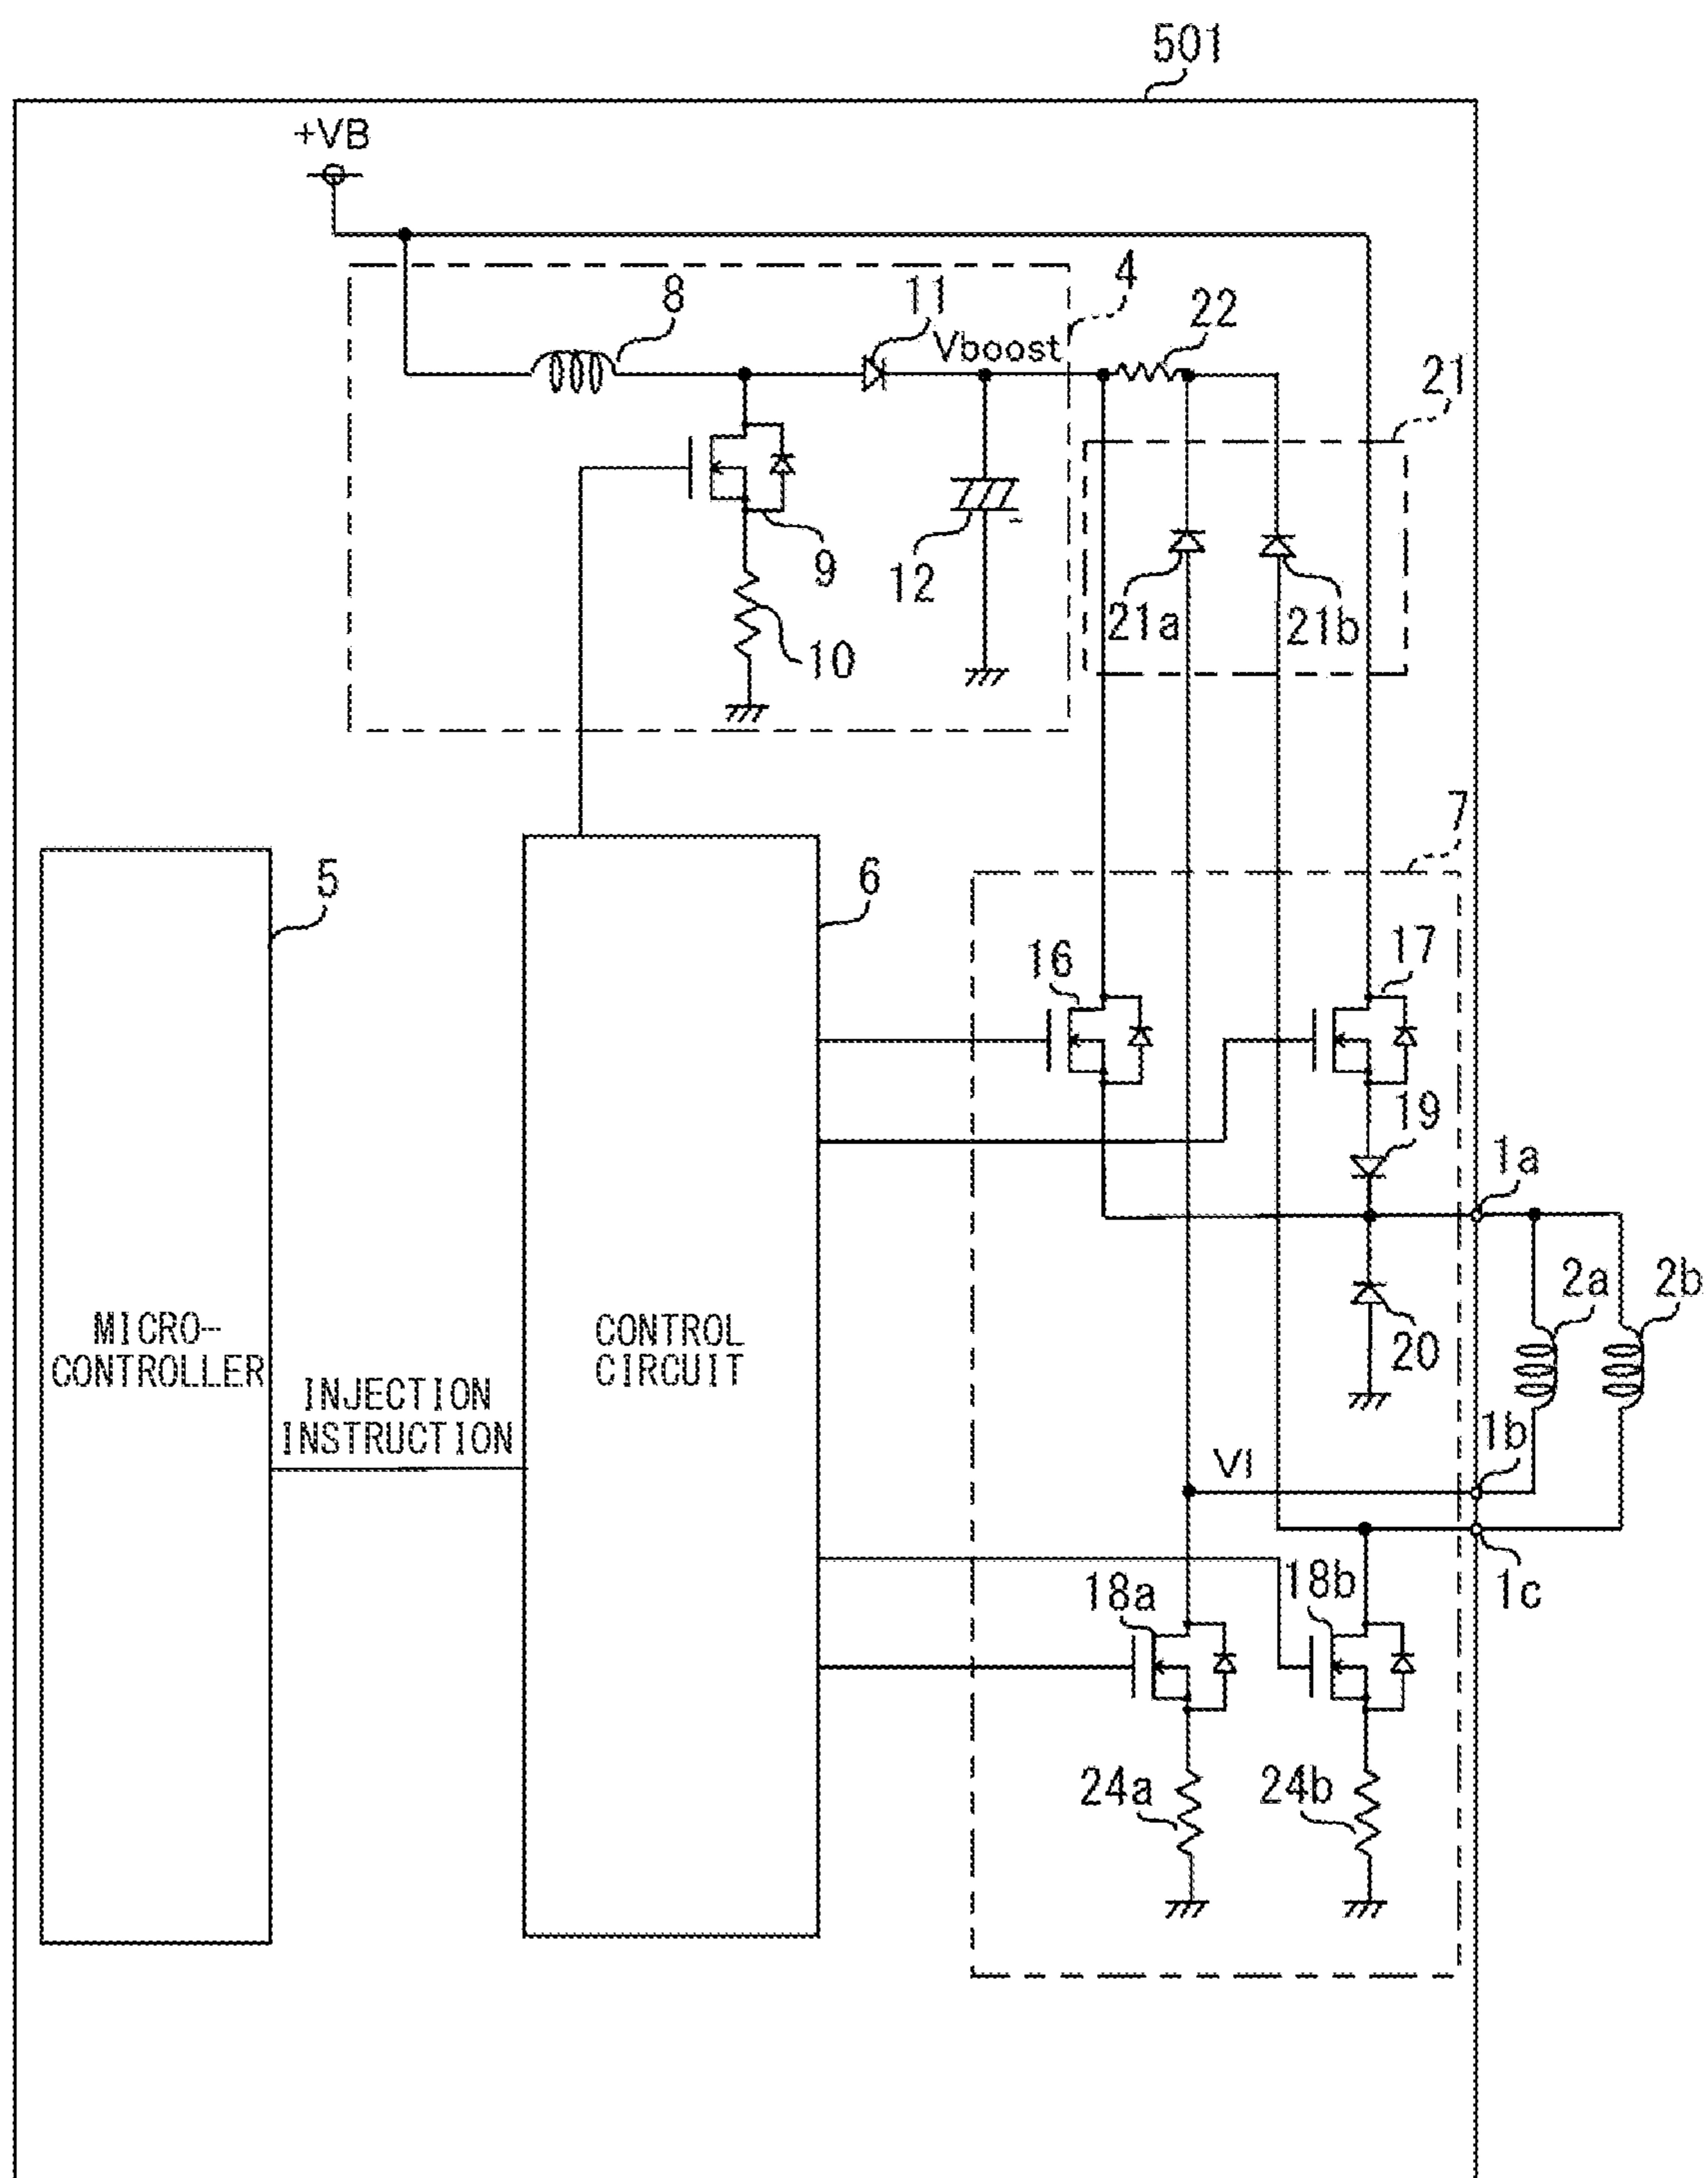 501
+VB
4
8
11
22
Vboost
21
9
12
21a
21b
10
7
5
6
16
17
19
1a
2a
2b
MICRO-
CONTROLLER
CONTROL
CIRCUIT
20
INJECTION
INSTRUCTION
1b
VI
18a
18b
1c
24a
24b